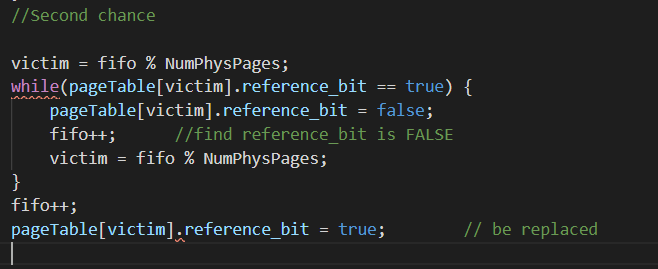 //Second chance
victim = fifo % NumPhysPages;
while(pageTable[victim].reference_bit == true) {
pageTable[victim].reference_bit = false;
fifo++; //find reference_bit is FALSE
victim = fifo % NumPhysPages;
}
fifo++;
pageTable[victim].reference_bit = true; // be replaced